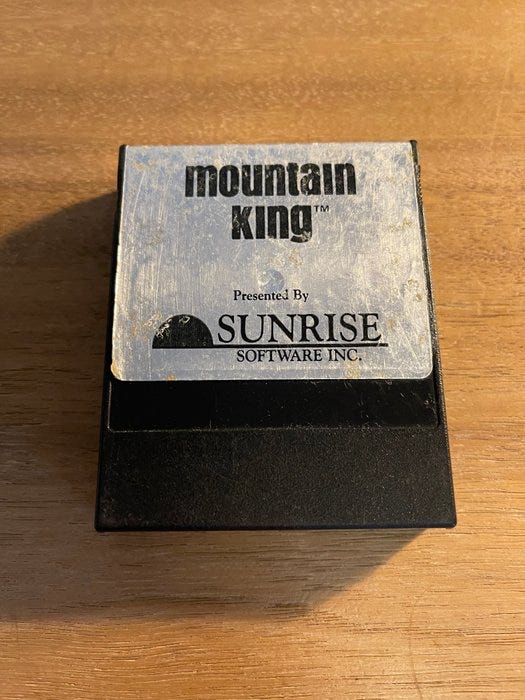 mountain
king™
Presented By
SUNRISE
SOFTWARE INC.